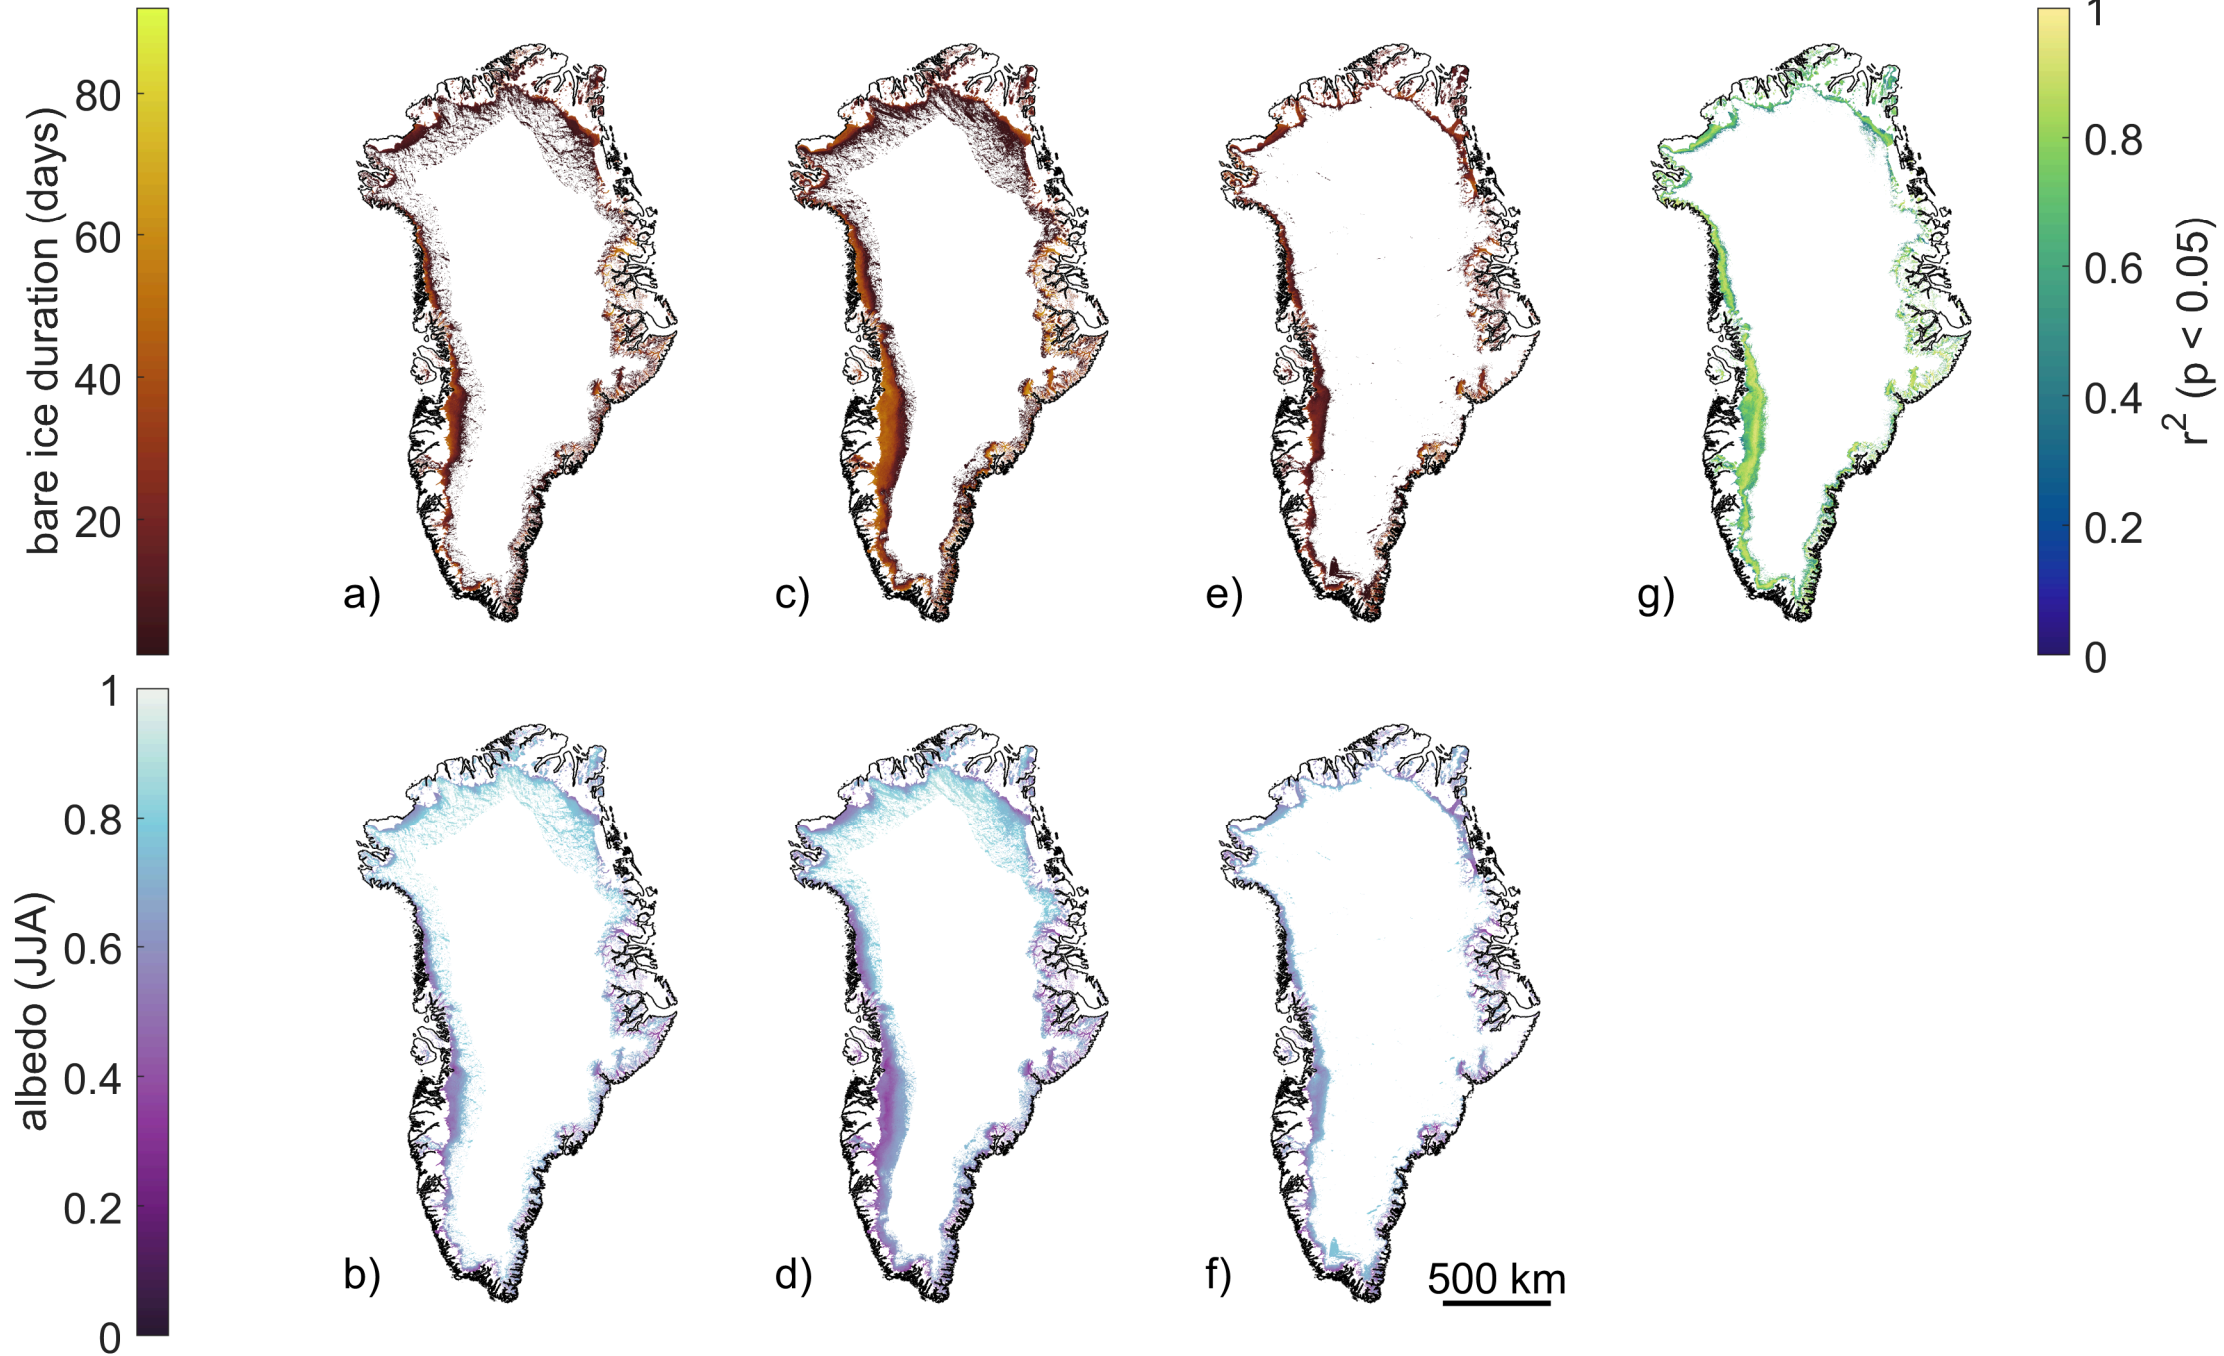 bare ice duration (days)
80
60
40
20
a)
c)
e)
g)
1
0.8
0.6
0.4
0.2
0
r2 (p < 0.05)
albedo (JJA)
1
0.8
0.6
0.4
0.2
0
b)
d)
f)
500 km